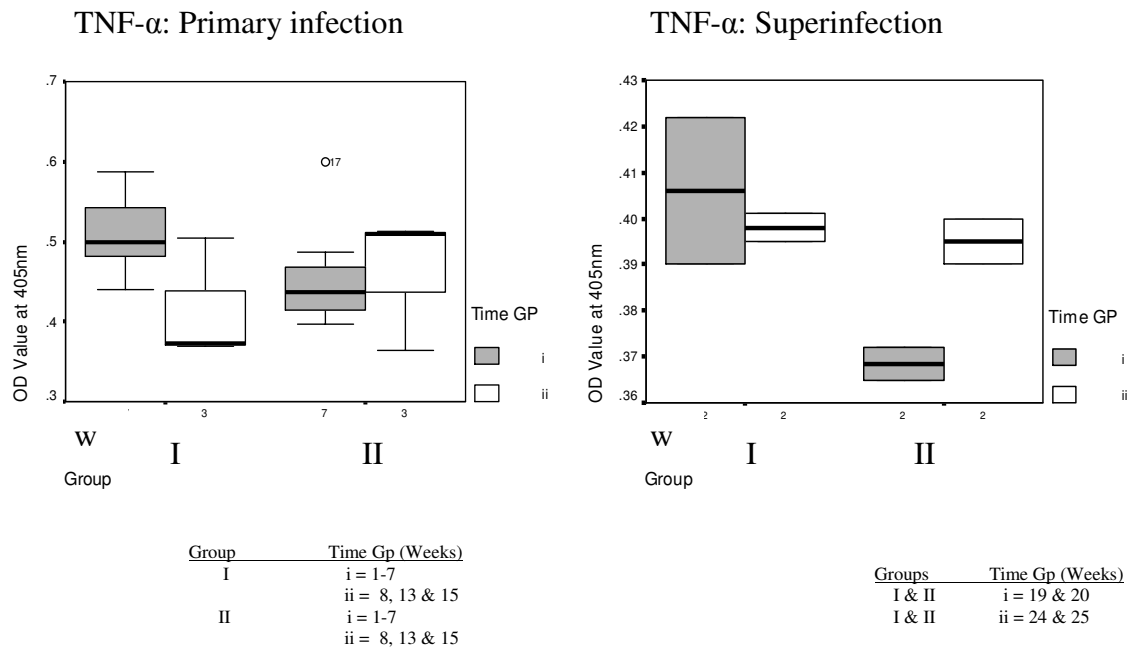 TNF-α: Primary infection
.7
.6
.5
.4
.3
OD Value at 405nm
17
3
7
3
w
I
II
Group
Time GP
i
ii
Group Time Gp (Weeks)
I i = 1-7
ii = 8, 13 & 15
II i = 1-7
ii = 8, 13 & 15
TNF-α: Superinfection
.43
.42
.41
.40
.39
.38
.37
.36
OD Value at 405nm
2
2
2
2
w
I
II
Group
Time GP
i
ii
Groups Time Gp (Weeks)
I & II i = 19 & 20
I & II ii = 24 & 25